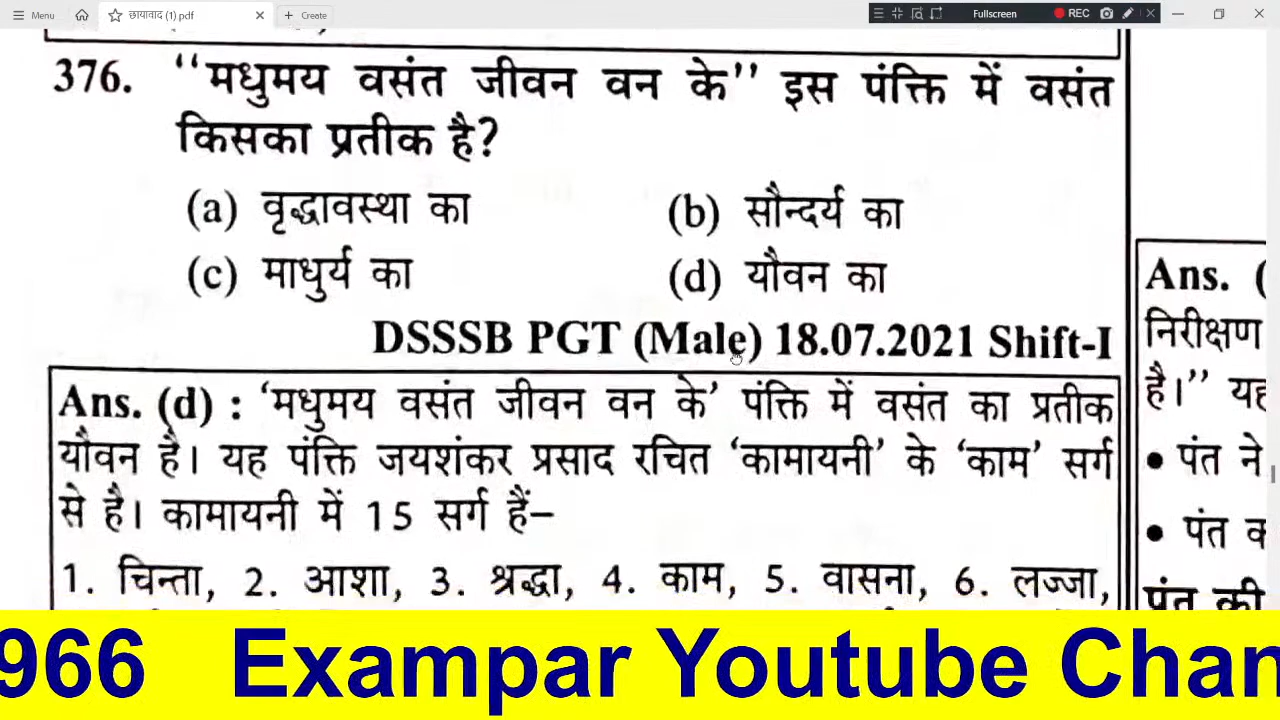 Menu
छायावाद (1).pdf
Create
Fullscreen
REC
376. ‘‘मधुमय वसंत जीवन वन के’’ इस पंक्ति में वसंत
किसका प्रतीक है?
(a) वृद्धावस्था का (b) सौन्दर्य का
(c) माधुर्य का (d) यौवन का
DSSSB PGT (Male) 18.07.2021 Shift-I
Ans. (d) : ‘मधुमय वसंत जीवन वन के’ पंक्ति में वसंत का प्रतीक
यौवन है। यह पंक्ति जयशंकर प्रसाद रचित ‘कामायनी’ के ‘काम’ सर्ग
से है। कामायनी में 15 सर्ग हैं–
1. चिन्ता, 2. आशा, 3. श्रद्धा, 4. काम, 5. वासना, 6. लज्जा,
Ans. (
निरीक्षण
है।’’ यह
• पंत ने
• पंत
पंत की
966 Exampar Youtube Chan